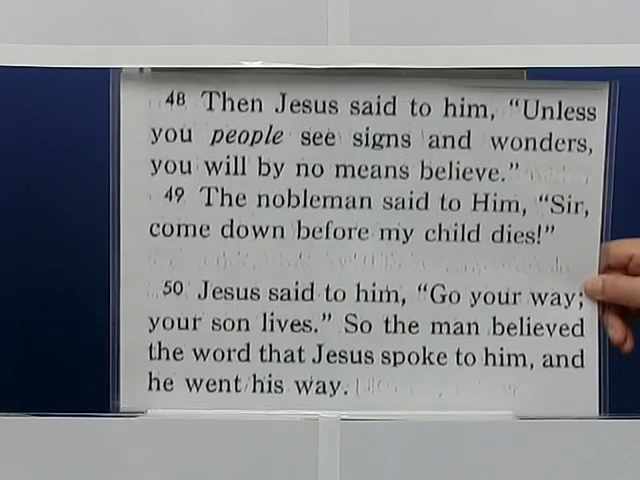 48 Then Jesus said to him, “Unless
you people see signs and wonders,
you will by no means believe.”
49 The nobleman said to Him, “Sir,
come down before my child dies!”
50 Jesus said to him, “Go your way;
your son lives.” So the man believed
the word that Jesus spoke to him, and
he went his way.